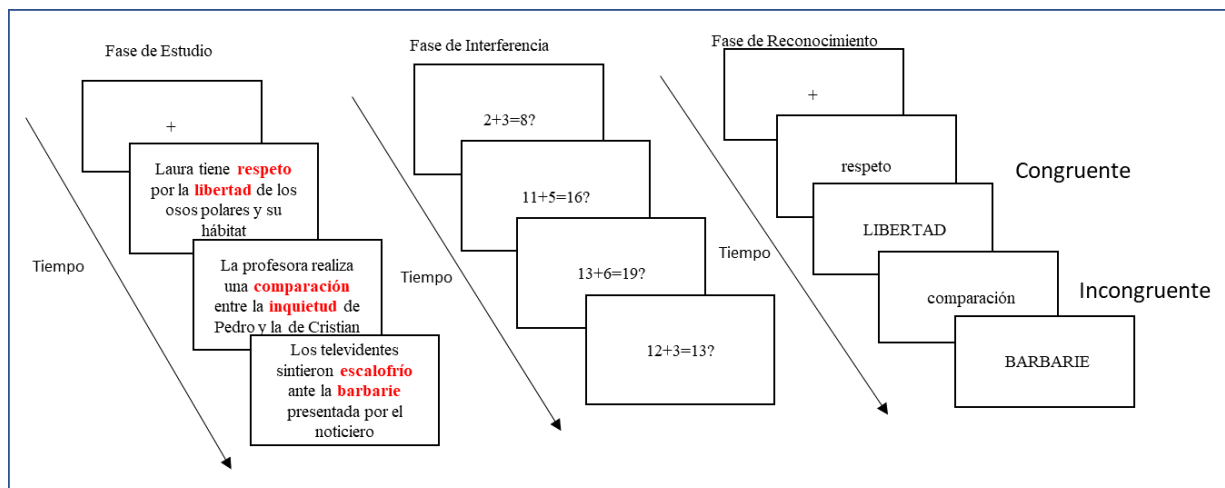 Fase de Estudio
+
Laura tiene respeto
por la libertad de los
osos polares y su
hábitat
La profesora realiza
una comparación
entre la inquietud de
Pedro y la de Cristian
Los televidentes
sintieron escalofrío
ante la barbarie
presentada por el
noticiero
Tiempo
Fase de Interferencia
2+3=8?
11+5=16?
13+6=19?
12+3=13?
Tiempo
Fase de Reconocimiento
+
respeto
LIBERTAD
Congruente
comparación
BARBARIE
Incongruente
Tiempo